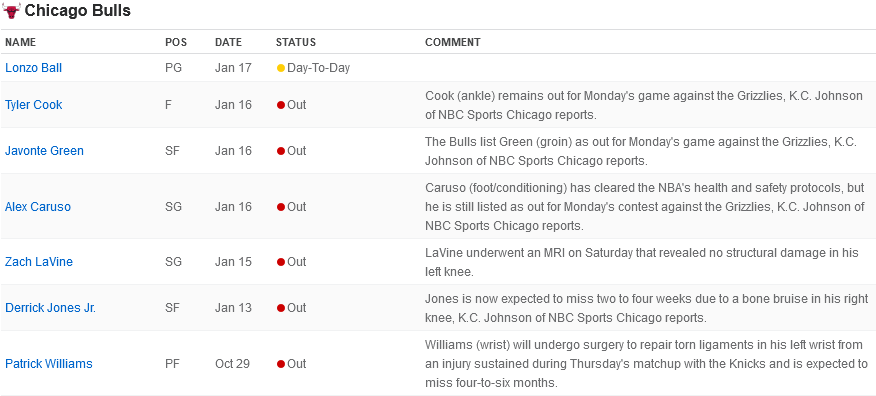 Chicago Bulls
NAME POS DATE STATUS COMMENT
Lonzo Ball PG Jan 17 Day-To-Day
Tyler Cook F Jan 16 Out Cook (ankle) remains out for Monday's game against the Grizzlies, K.C. Johnson
of NBC Sports Chicago reports.
Javonte Green SF Jan 16 Out The Bulls list Green (groin) as out for Monday's game against the Grizzlies, K.C.
Johnson of NBC Sports Chicago reports.
Alex Caruso SG Jan 16 Out Caruso (foot/conditioning) has cleared the NBA's health and safety protocols, but
he is still listed as out for Monday's contest against the Grizzlies, K.C. Johnson of
NBC Sports Chicago reports.
Zach LaVine SG Jan 15 Out LaVine underwent an MRI on Saturday that revealed no structural damage in his
left knee.
Derrick Jones Jr. SF Jan 13 Out Jones is now expected to miss two to four weeks due to a bone bruise in his right
knee, K.C. Johnson of NBC Sports Chicago reports.
Patrick Williams PF Oct 29 Out Williams (wrist) will undergo surgery to repair torn ligaments in his left wrist from
an injury sustained during Thursday's matchup with the Knicks and is expected to
miss four-to-six months.